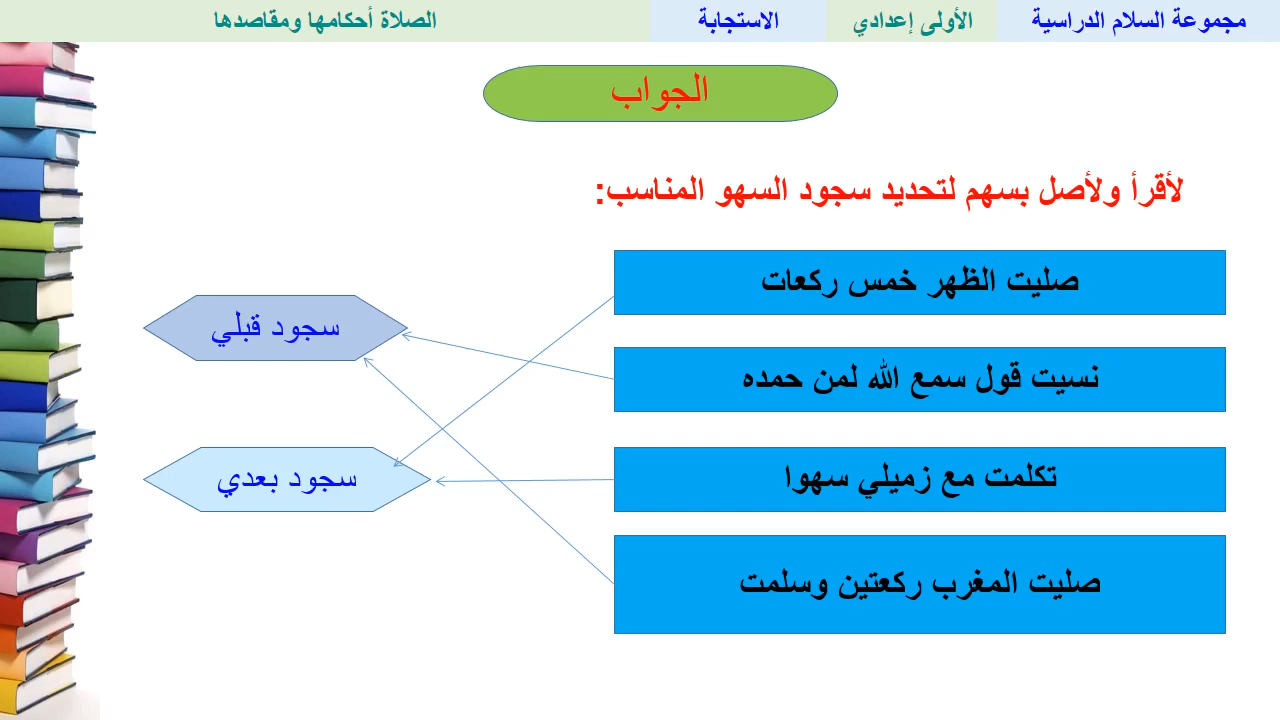 مجموعة السلام الدراسية
الأولى إعدادي
الاستجابة
الصلاة أحكامها ومقاصدها
الجواب
لأقرأ ولأصل بسهم لتحديد سجود السهو المناسب:
صليت الظهر خمس ركعات
نسيت قول سمع الله لمن حمده
تكلمت مع زميلي سهوا
صليت المغرب ركعتين وسلمت
سجود قبلي
سجود بعدي